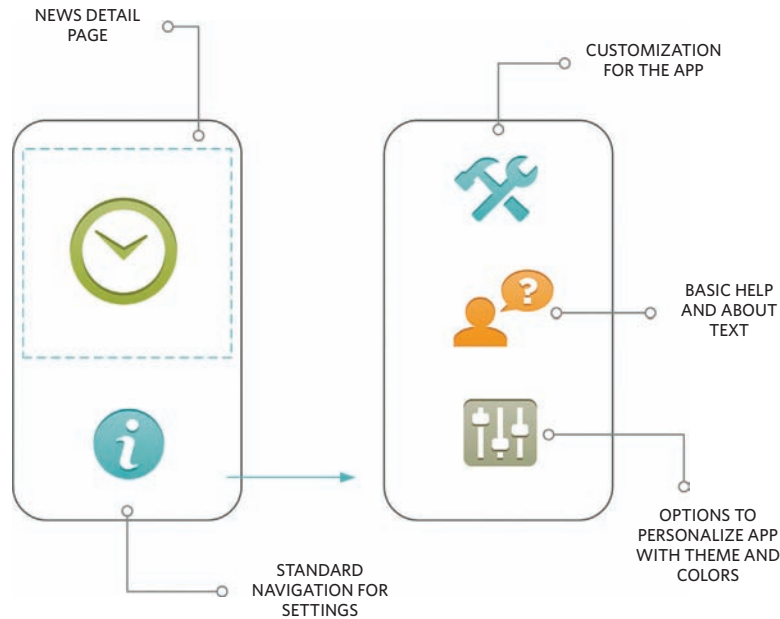 NEWS DETAIL
PAGE
CUSTOMIZATION
FOR THE APP
?
BASIC HELP
AND ABOUT
TEXT
i
OPTIONS TO
PERSONALIZE APP
WITH THEME AND
COLORS
STANDARD
NAVIGATION FOR
SETTINGS